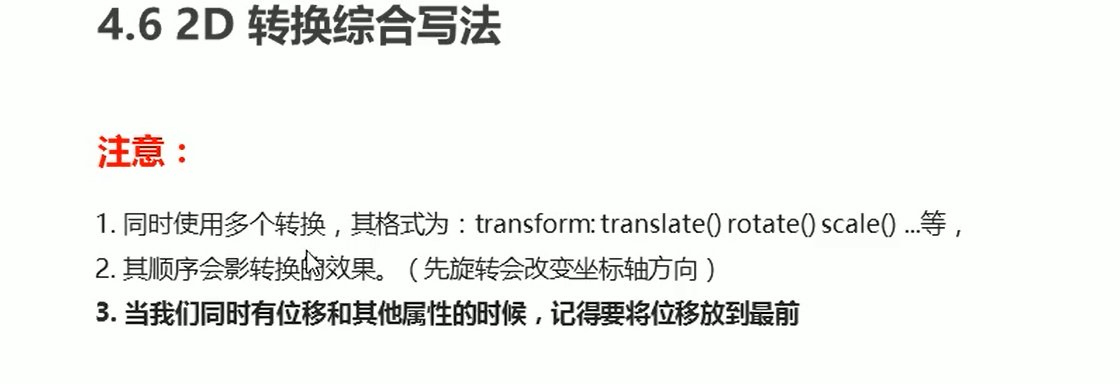 4.6 2D 转换综合写法
注意：
1. 同时使用多个转换，其格式为：transform: translate() rotate() scale() ...等，
2. 其顺序会影转换的效果。（先旋转会改变坐标轴方向）
3. 当我们同时有位移和其他属性的时候，记得要将位移放到最前